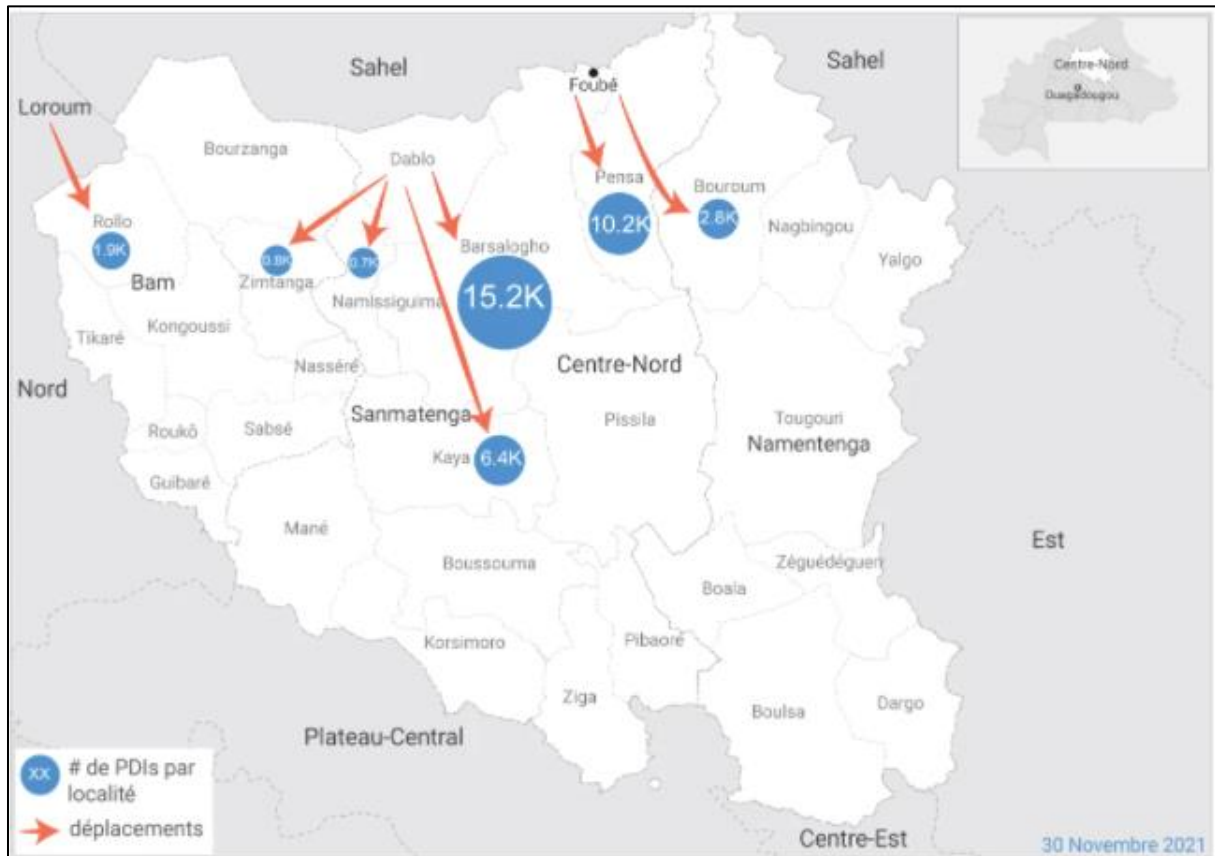 Sahel
Sahel
Centre-Nord
Ouagadougou
Foubé
Loroum
Bourzanga
Dablo
Pensa
10.2K
Bouroum
2.8K
Nagbingou
Rollo
1.9K
Barsalogho
15.2K
Yalgo
0.8K
Zimtanga
0.7K
Namissiguima
Bam
Kongoussi
Tikaré
Nasséré
Centre-Nord
Nord
Sanmatenga
Pissila
Tougouri
Namentenga
Roukô
Sabsé
Kaya
6.4K
Guibaré
Mané
Est
Boussouma
Zéguédéguen
Boala
Korsimoro
Pibaoré
Ziga
Boulsa
Dargo
Plateau-Central
XX
# de PDIs par
localité
déplacements
Centre-Est
30 Novembre 2021